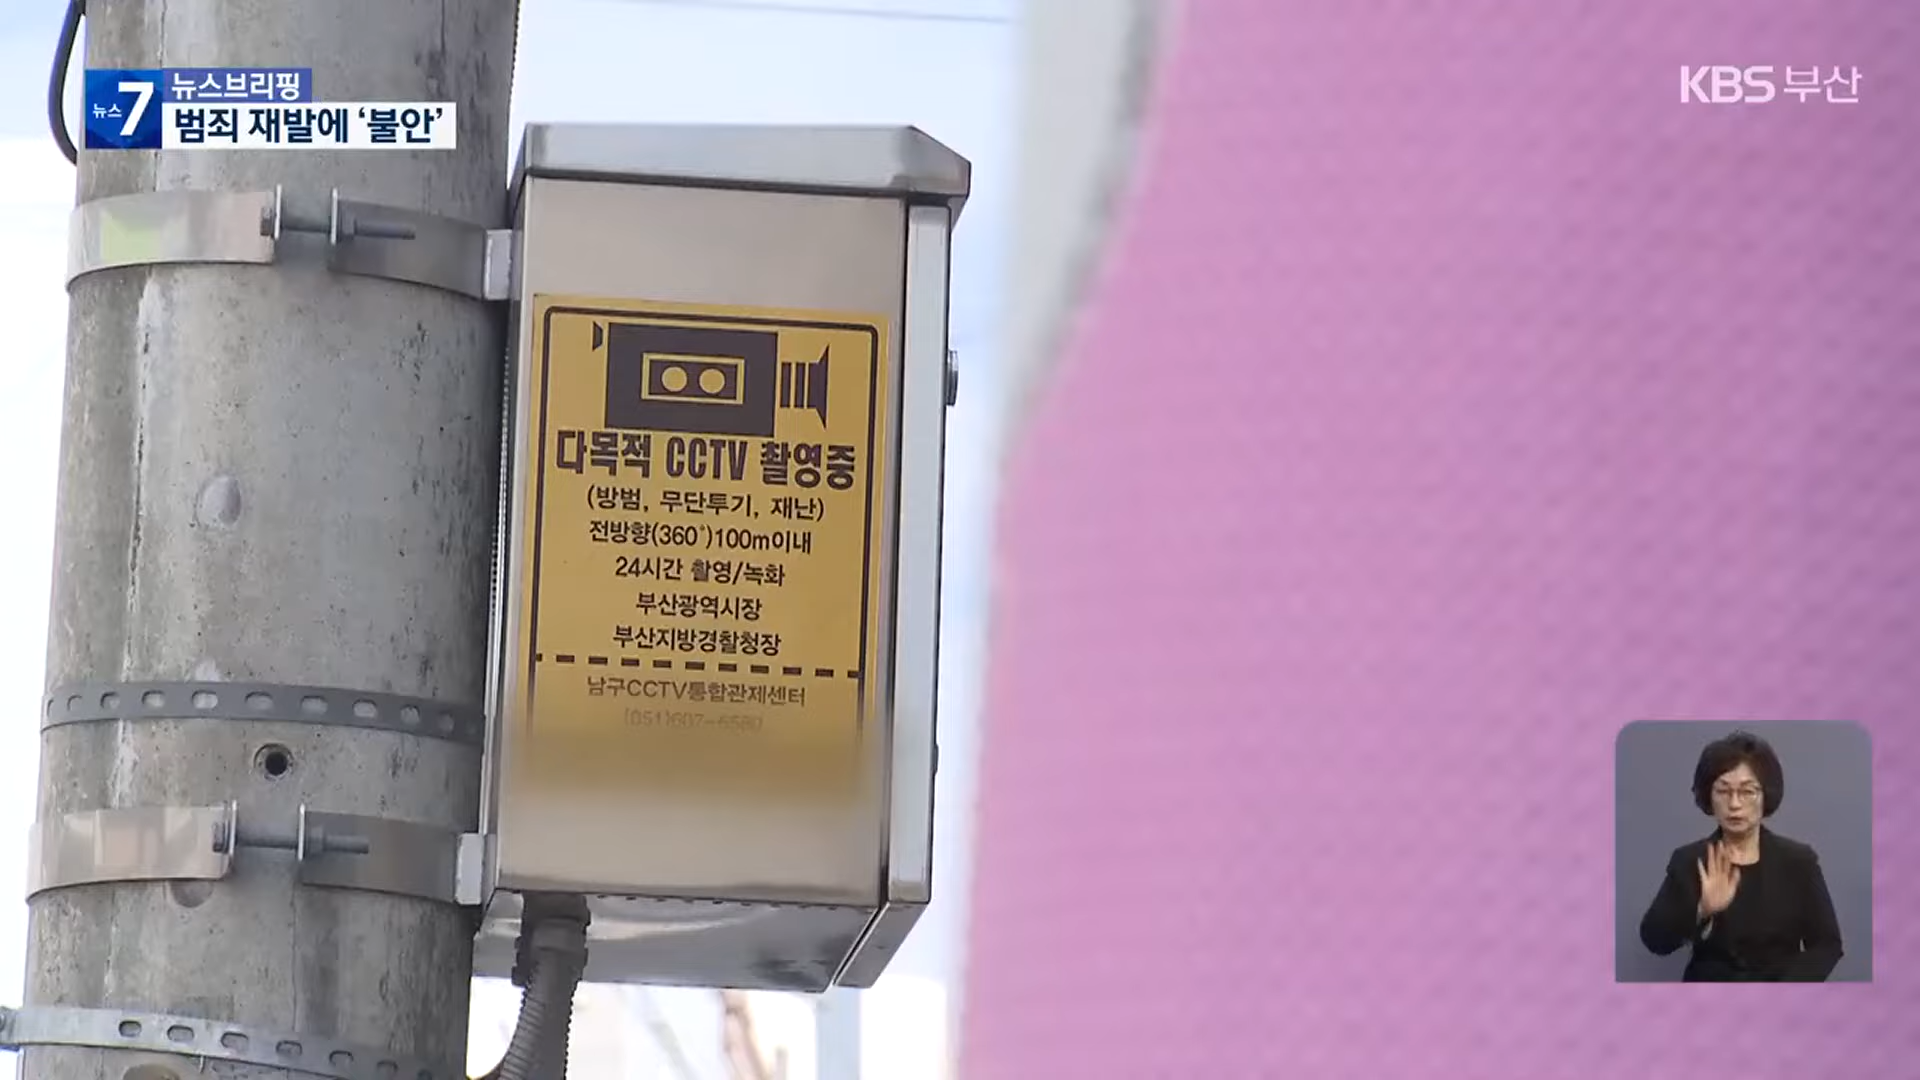 뉴스7
뉴스브리핑
범죄 재발에 ‘불안’
KBS 부산
다목적 CCTV 촬영중
(방범, 무단투기, 재난)
전방향(360˚)100m이내
24시간 촬영/녹화
부산광역시장
부산지방경찰청장
남구CCTV통합관제센터
(051)607-